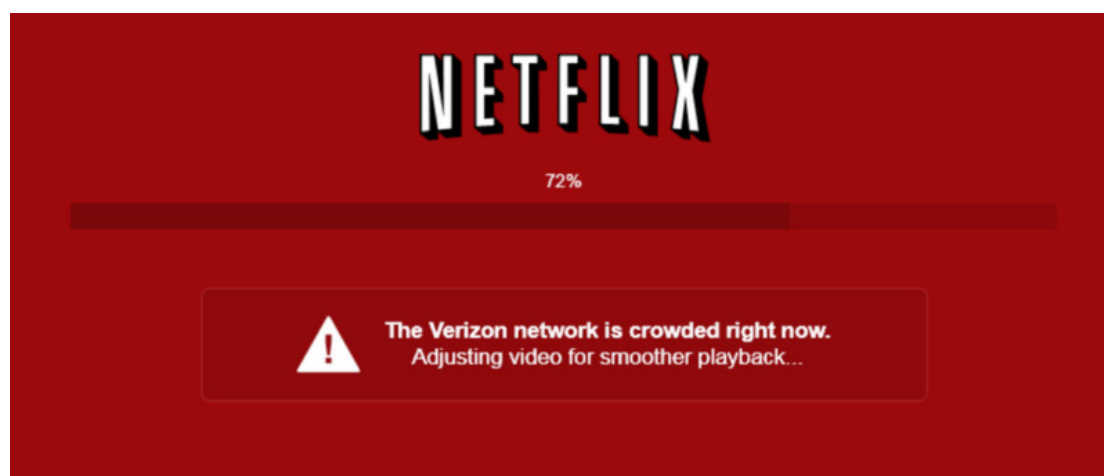 NETFLIX
72%
The Verizon network is crowded right now.
Adjusting video for smoother playback...